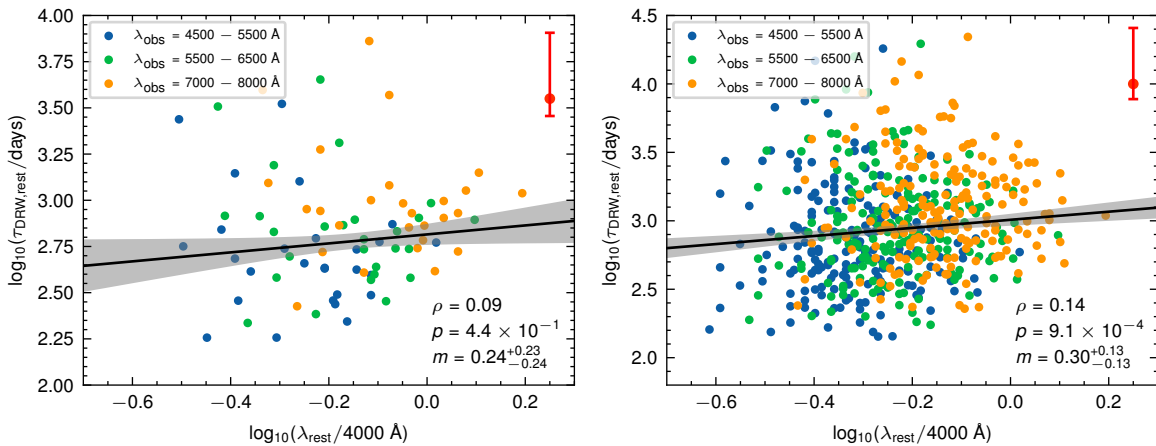 4.00
3.75
3.50
3.25
3.00
2.75
2.50
2.25
2.00
log₁₀(τDRW,rest/days)
λobs = 4500 − 5500 Å
λobs = 5500 − 6500 Å
λobs = 7000 − 8000 Å
ρ = 0.09
p = 4.4 × 10⁻¹
m = 0.24⁺⁰·²³₋₀.₂₄
−0.6 −0.4 −0.2 0.0 0.2
log₁₀(λrest/4000 Å)
4.5
4.0
3.5
3.0
2.5
2.0
log₁₀(τDRW,rest/days)
λobs = 4500 − 5500 Å
λobs = 5500 − 6500 Å
λobs = 7000 − 8000 Å
ρ = 0.14
p = 9.1 × 10⁻⁴
m = 0.30⁺⁰·¹³₋₀.₁₃
−0.6 −0.4 −0.2 0.0 0.2
log₁₀(λrest/4000 Å)